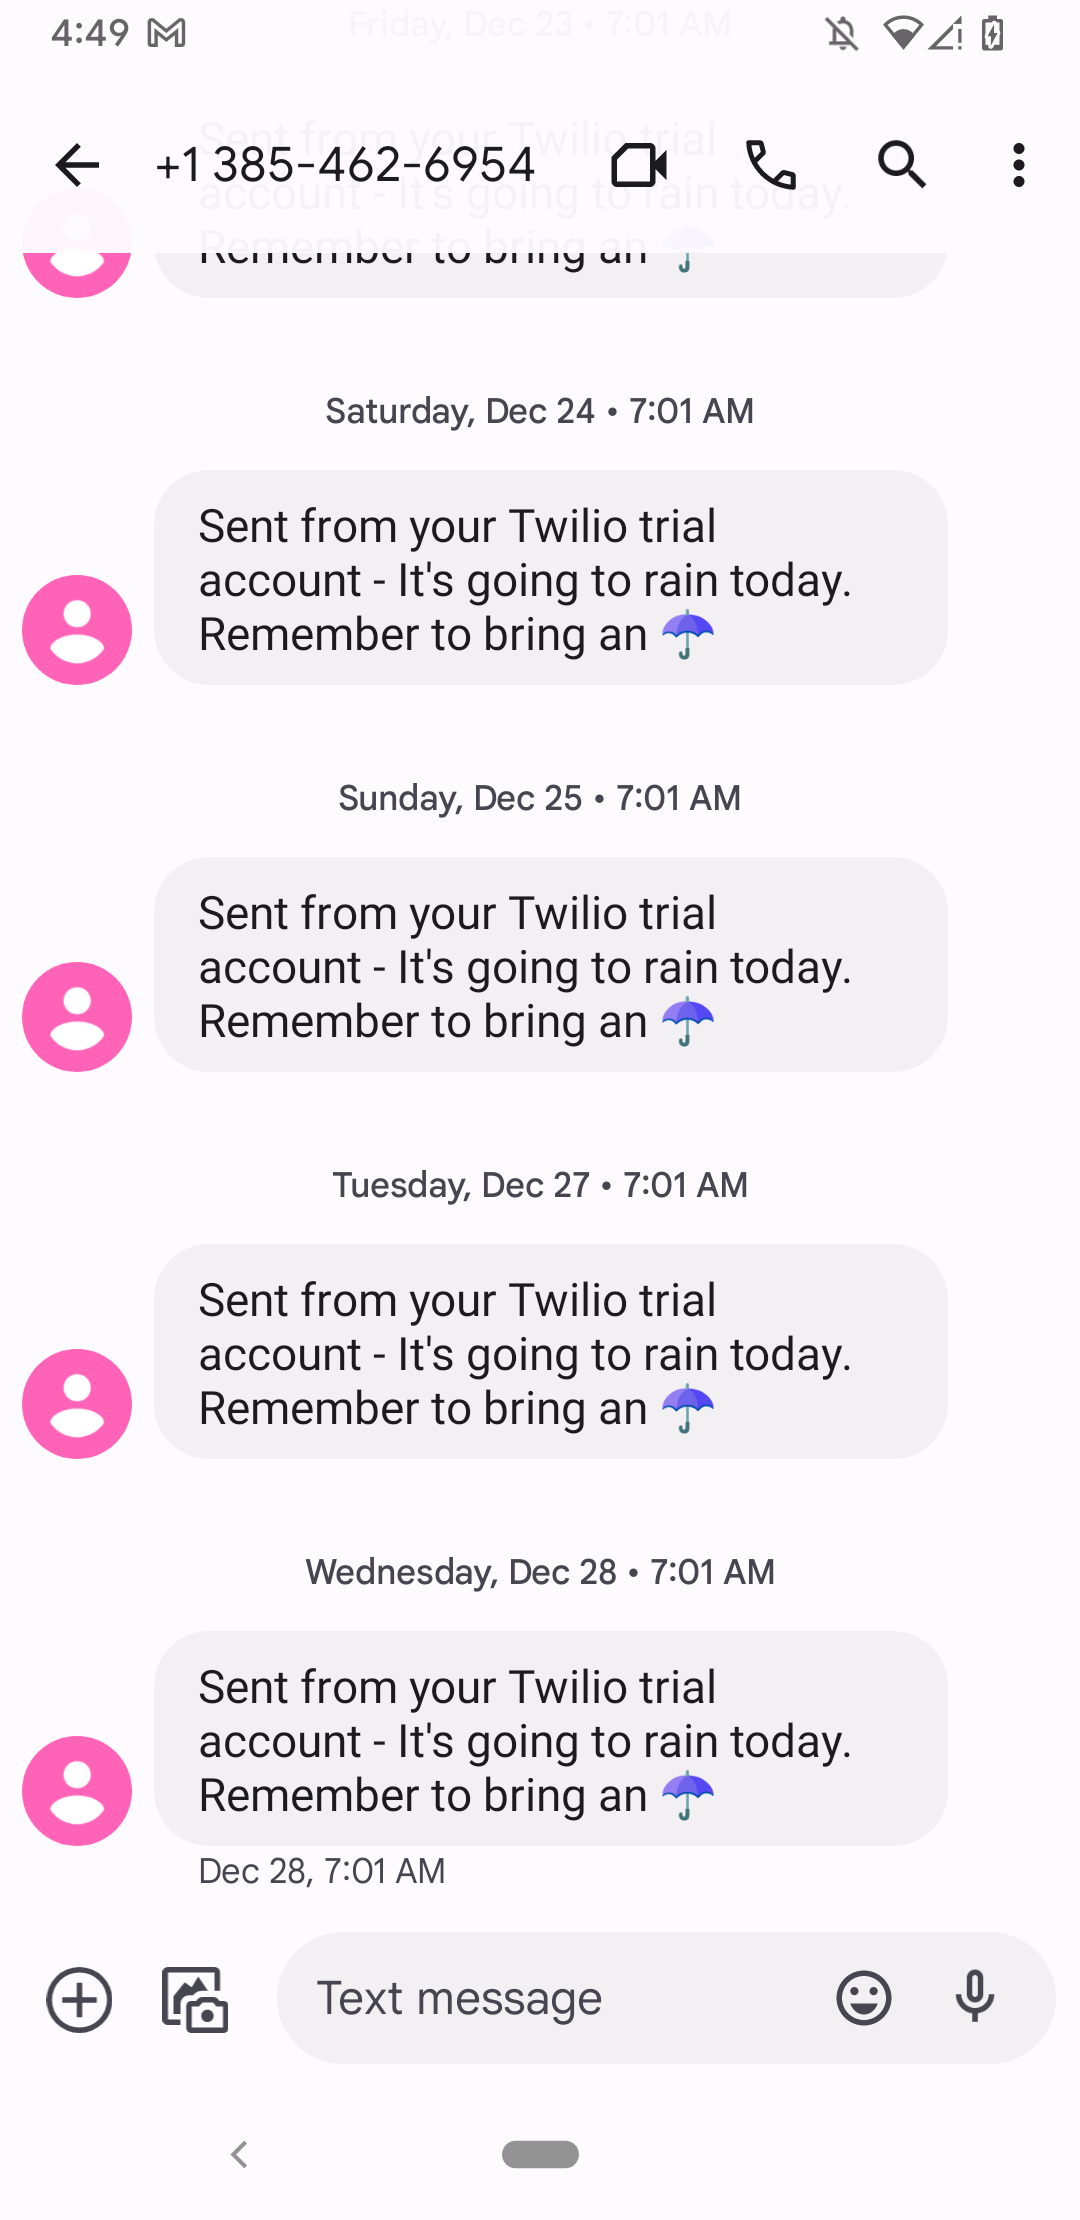 4:49
Friday, Dec 23 • 7:01 AM
+1 385-462-6954
Sent from your Twilio trial
account - It's going to rain today.
Remember to bring an ☂
Saturday, Dec 24 • 7:01 AM
Sent from your Twilio trial
account - It's going to rain today.
Remember to bring an ☂
Sunday, Dec 25 • 7:01 AM
Sent from your Twilio trial
account - It's going to rain today.
Remember to bring an ☂
Tuesday, Dec 27 • 7:01 AM
Sent from your Twilio trial
account - It's going to rain today.
Remember to bring an ☂
Wednesday, Dec 28 • 7:01 AM
Sent from your Twilio trial
account - It's going to rain today.
Remember to bring an ☂
Dec 28, 7:01 AM
Text message